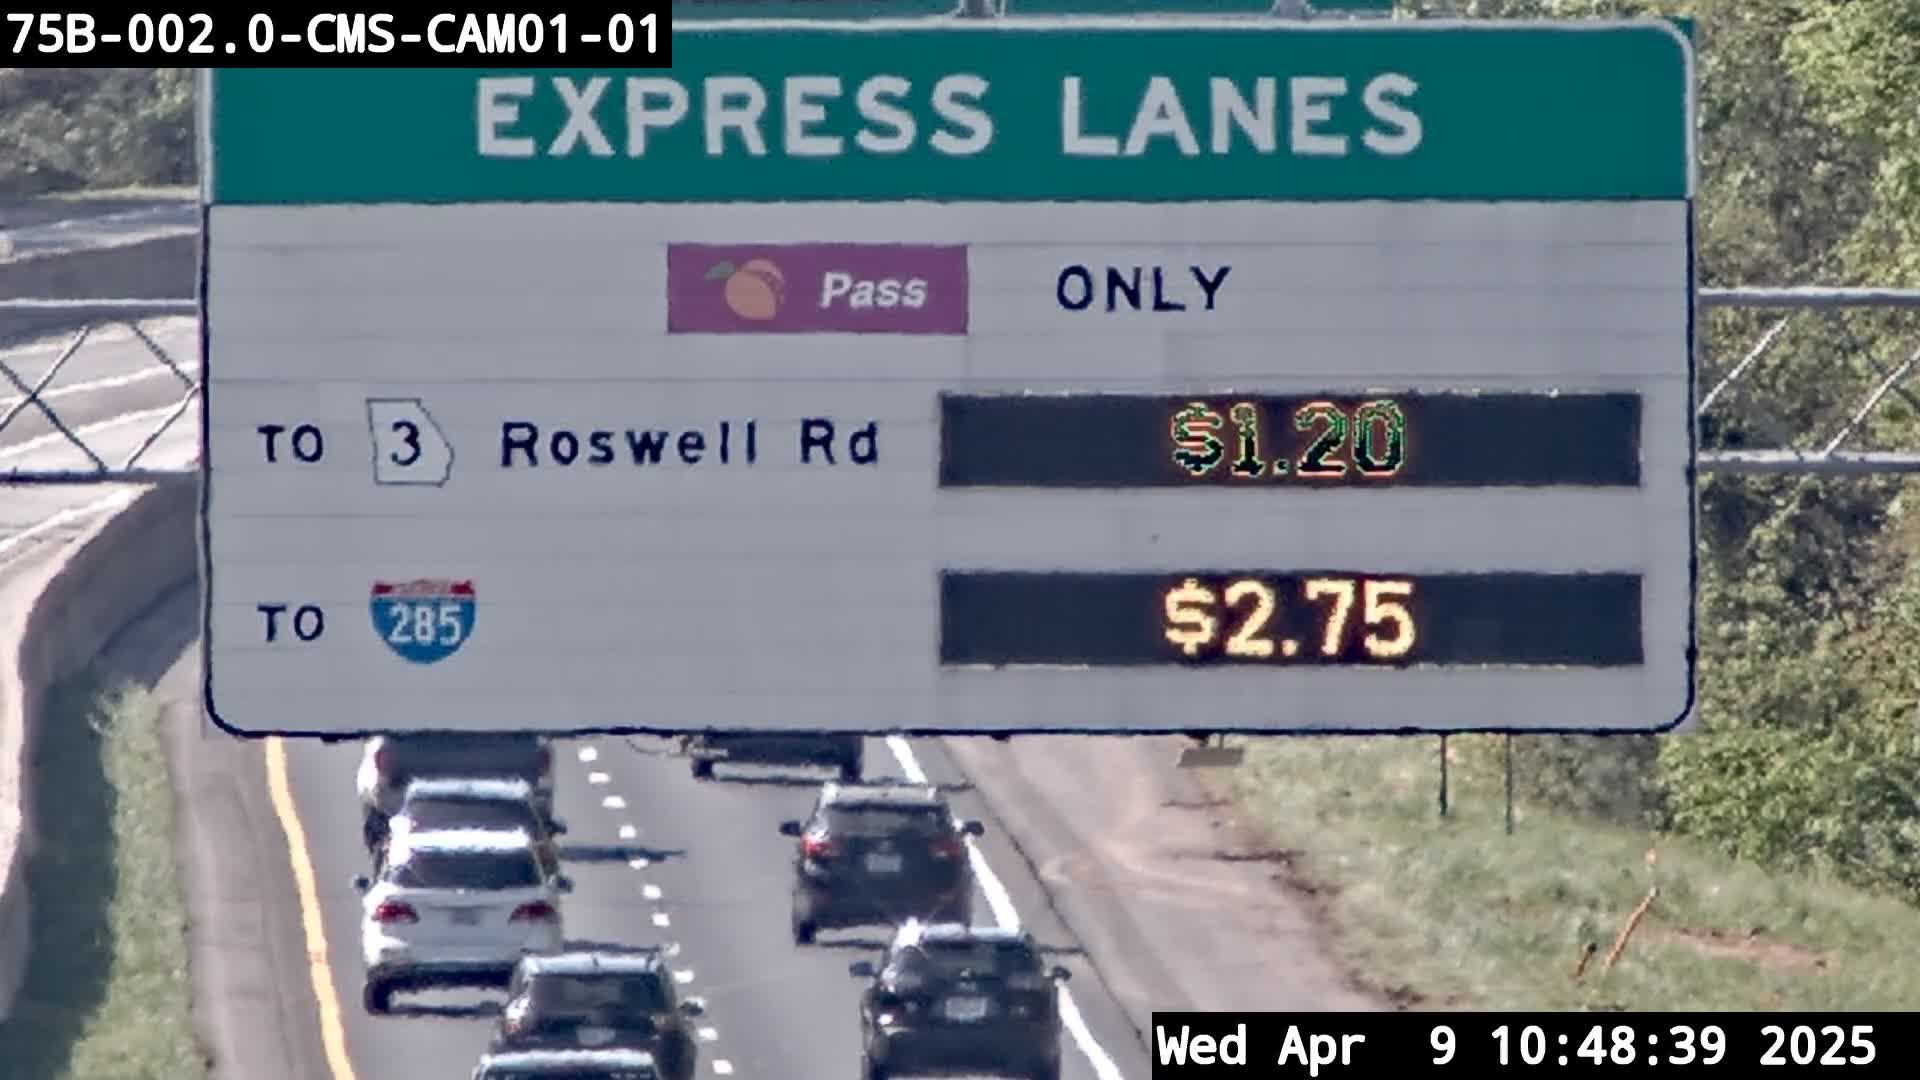 75B-002.0-CMS-CAM01-01
EXPRESS LANES
Pass ONLY
TO 3 Roswell Rd $1.20
TO 285 $2.75
Wed Apr 9 10:48:39 2025